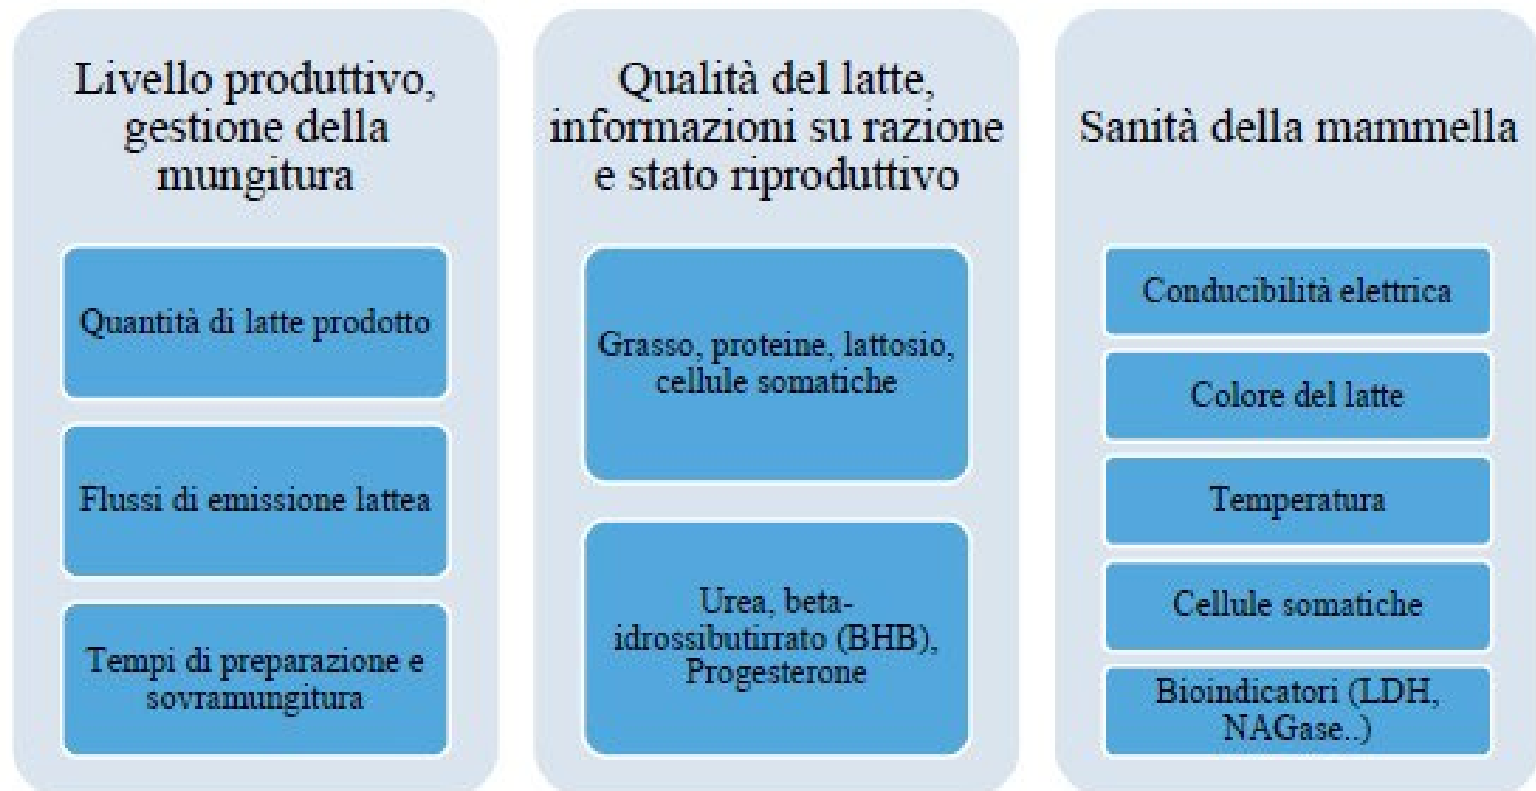 Livello produttivo,
gestione della
mungitura
Quantità di latte prodotto
Flussi di emissione lattea
Tempi di preparazione e
sovramungitura
Qualità del latte,
informazioni su razione
e stato riproduttivo
Grasso, proteine, lattosio,
cellule somatiche
Urea, beta-
idrossibutirrato (BHB),
Progesterone
Sanità della mammella
Conducibilità elettrica
Colore del latte
Temperatura
Cellule somatiche
Bioindicatori (LDH,
NAGase..)